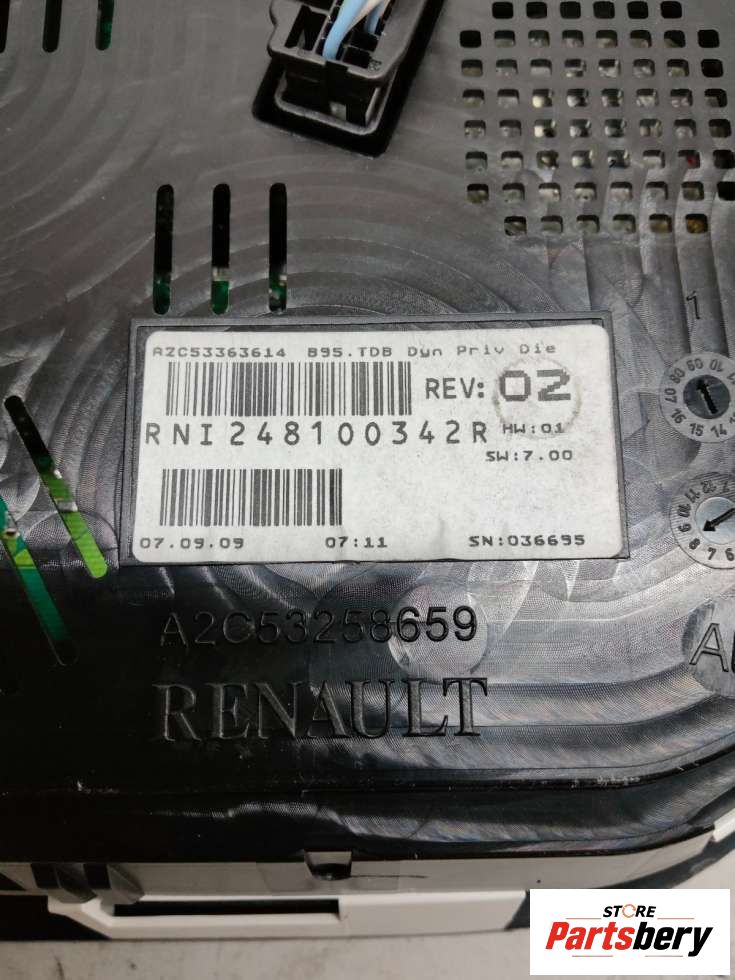 A2C53363614 B95.TDB Dyn Priv Die
REV: 02
RNI248100342R HW:01
SW:7.00
07.09.09 07:11 SN:036695
A2C53258659
RENAULT
1
STORE
Partsbery